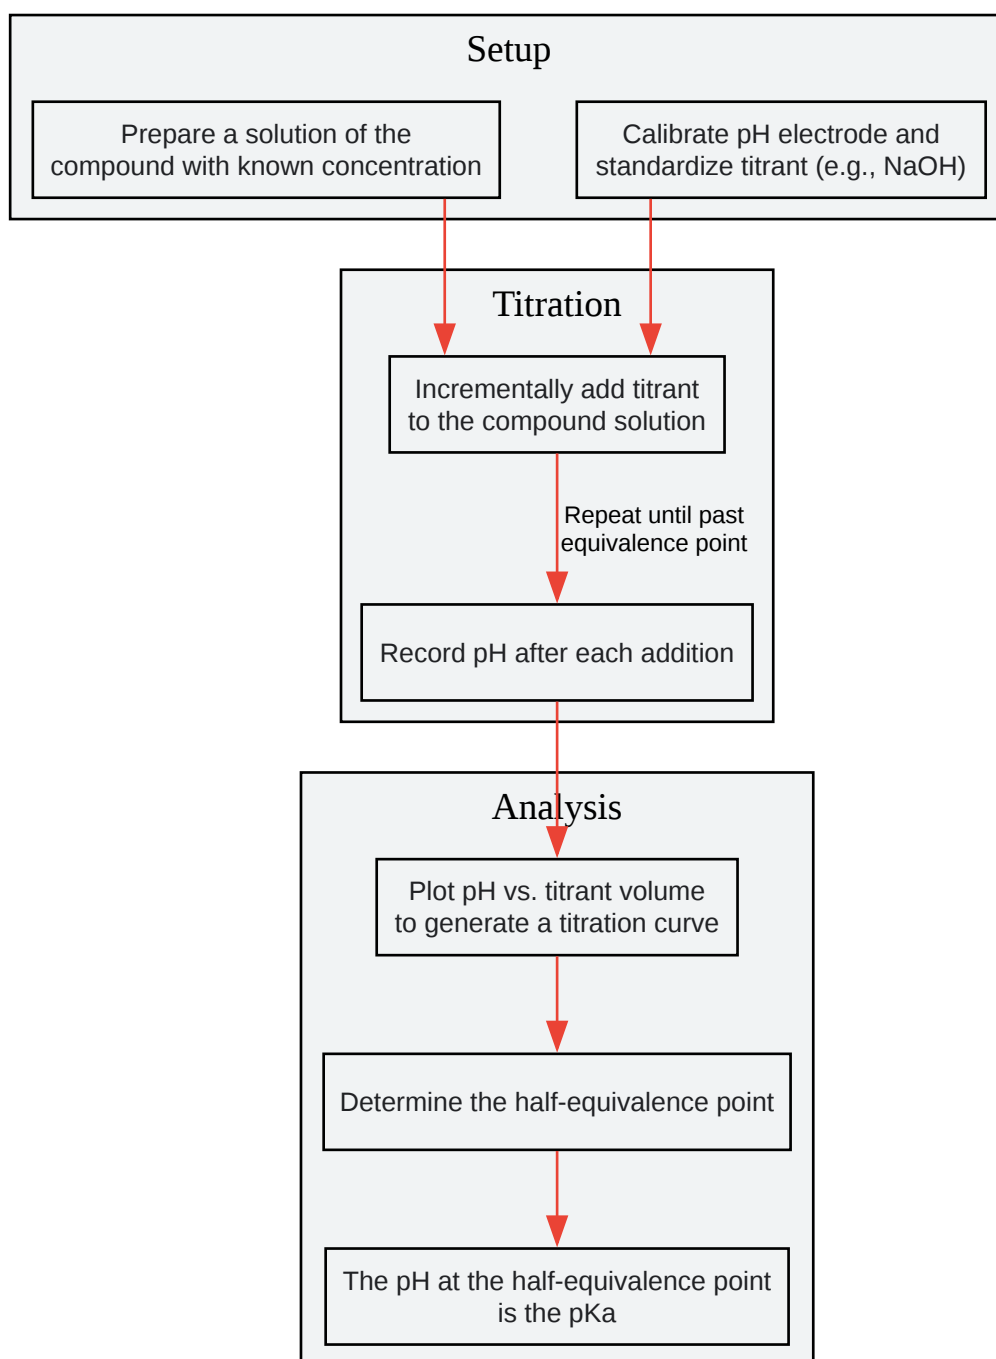 Setup
Prepare a solution of the
compound with known concentration
Calibrate pH electrode and
standardize titrant (e.g., NaOH)
Titration
Incrementally add titrant
to the compound solution
Repeat until past
equivalence point
Record pH after each addition
Analysis
Plot pH vs. titrant volume
to generate a titration curve
Determine the half-equivalence point
The pH at the half-equivalence point
is the pKa